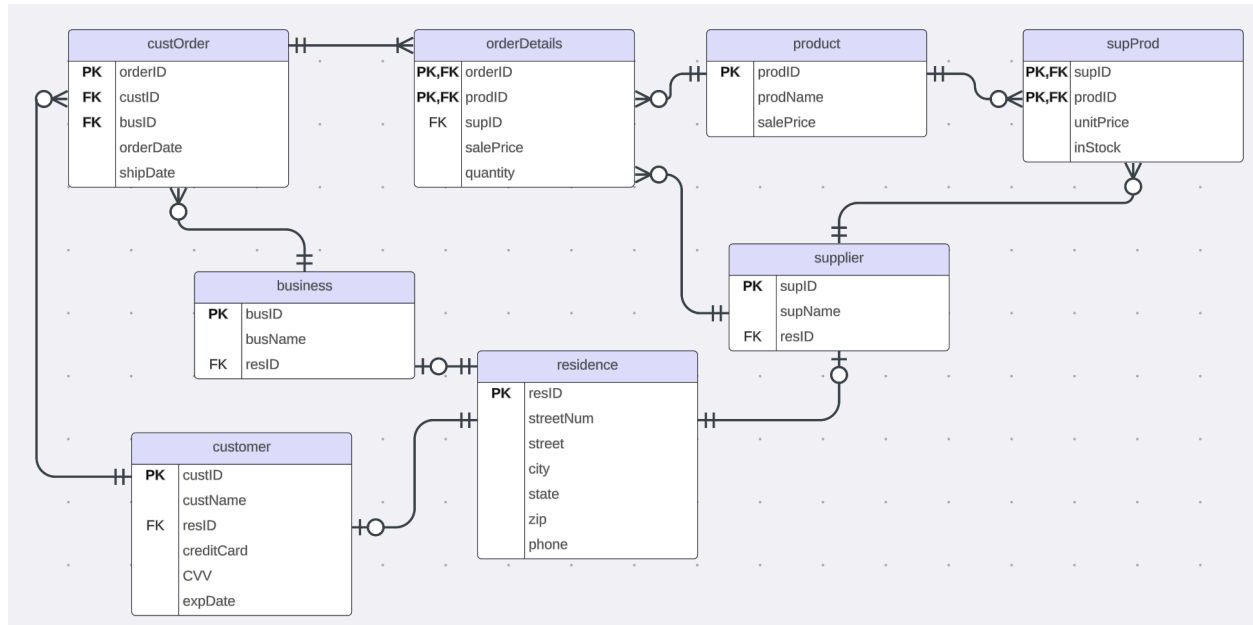 custOrder
PK orderID
FK custID
FK busID
orderDate
shipDate
orderDetails
PK,FK orderID
PK,FK prodID
FK supID
salePrice
quantity
product
PK prodID
prodName
salePrice
supProd
PK,FK supID
PK,FK prodID
unitPrice
inStock
business
PK busID
busName
FK resID
supplier
PK supID
supName
FK resID
residence
PK resID
streetNum
street
city
state
zip
phone
customer
PK custID
custName
FK resID
creditCard
CVV
expDate